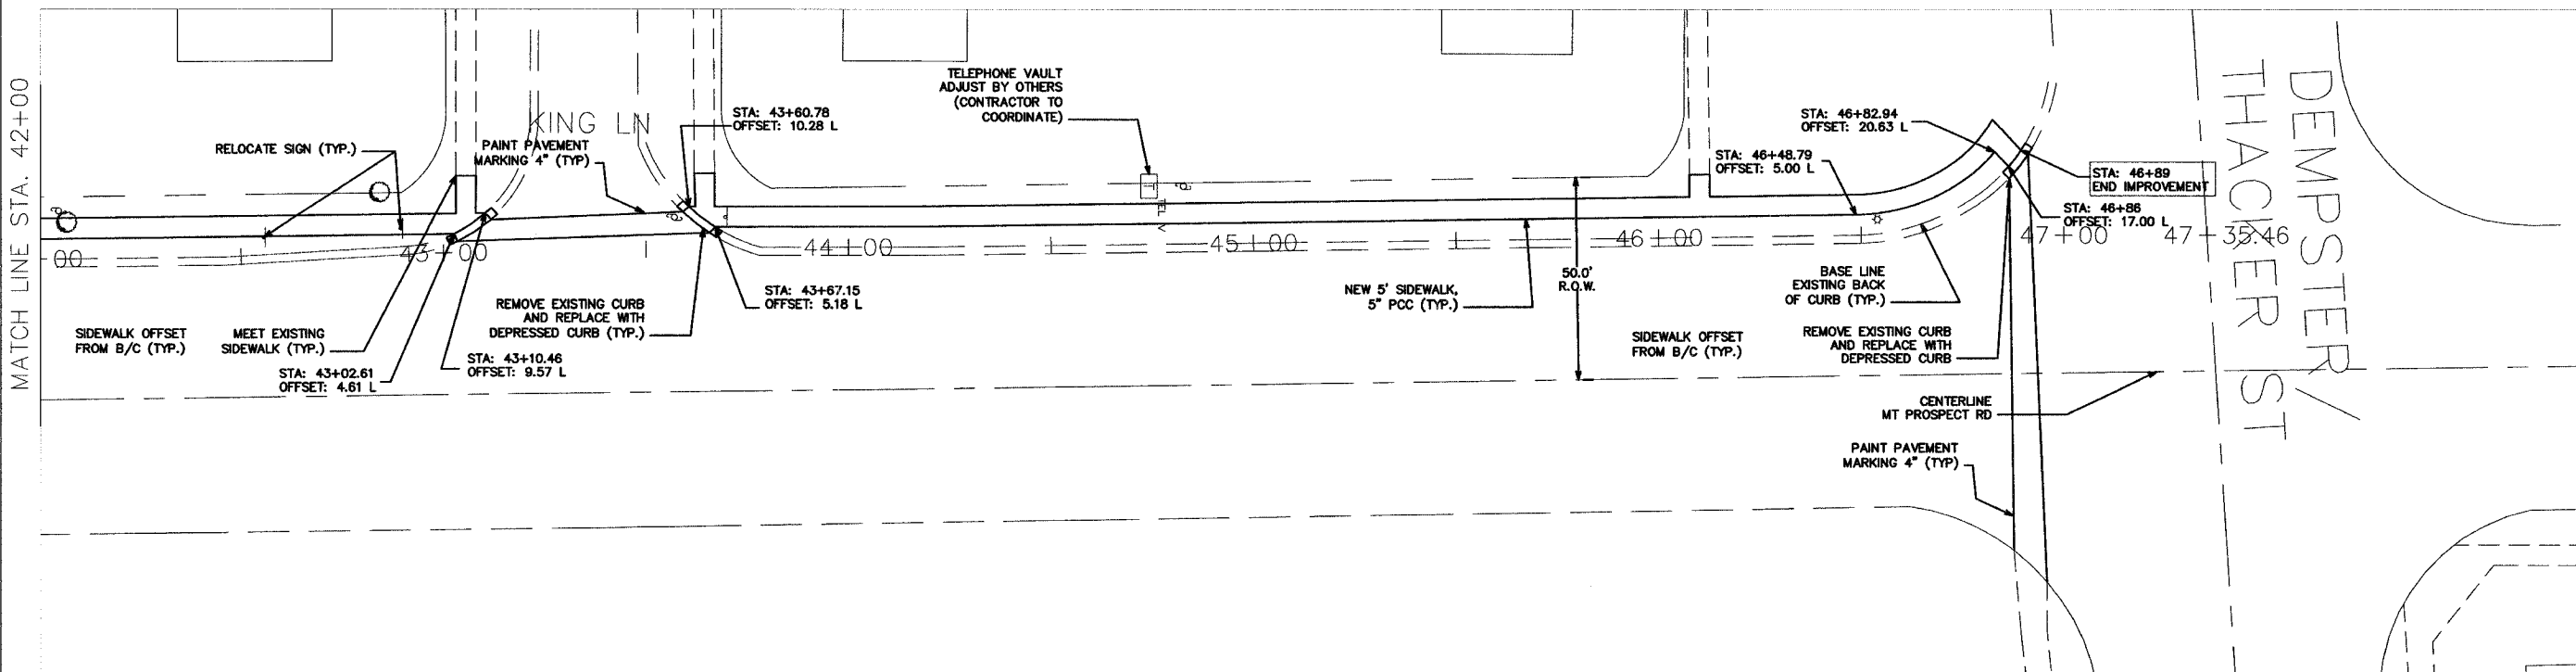 MATCH LINE STA. 42+00
RELOCATE SIGN (TYP.)
KING LN
PAINT PAVEMENT
MARKING 4" (TYP)
STA: 43+60.78
OFFSET: 10.28 L
TELEPHONE VAULT
ADJUST BY OTHERS
(CONTRACTOR TO
COORDINATE)
T
TEL
V
STA: 46+82.94
OFFSET: 20.63 L
STA: 46+48.79
OFFSET: 5.00 L
STA: 46+89
END IMPROVEMENT
STA: 46+86
OFFSET: 17.00 L
00
43+00
44+00
45+00
46+00
47+00
47+35.46
DEMPSTER/
THACKER ST
SIDEWALK OFFSET
FROM B/C (TYP.)
MEET EXISTING
SIDEWALK (TYP.)
STA: 43+02.61
OFFSET: 4.61 L
STA: 43+10.46
OFFSET: 9.57 L
REMOVE EXISTING CURB
AND REPLACE WITH
DEPRESSED CURB (TYP.)
STA: 43+67.15
OFFSET: 5.18 L
NEW 5' SIDEWALK,
5" PCC (TYP.)
50.0'
R.O.W.
SIDEWALK OFFSET
FROM B/C (TYP.)
BASE LINE
EXISTING BACK
OF CURB (TYP.)
REMOVE EXISTING CURB
AND REPLACE WITH
DEPRESSED CURB
CENTERLINE
MT PROSPECT RD
PAINT PAVEMENT
MARKING 4" (TYP)